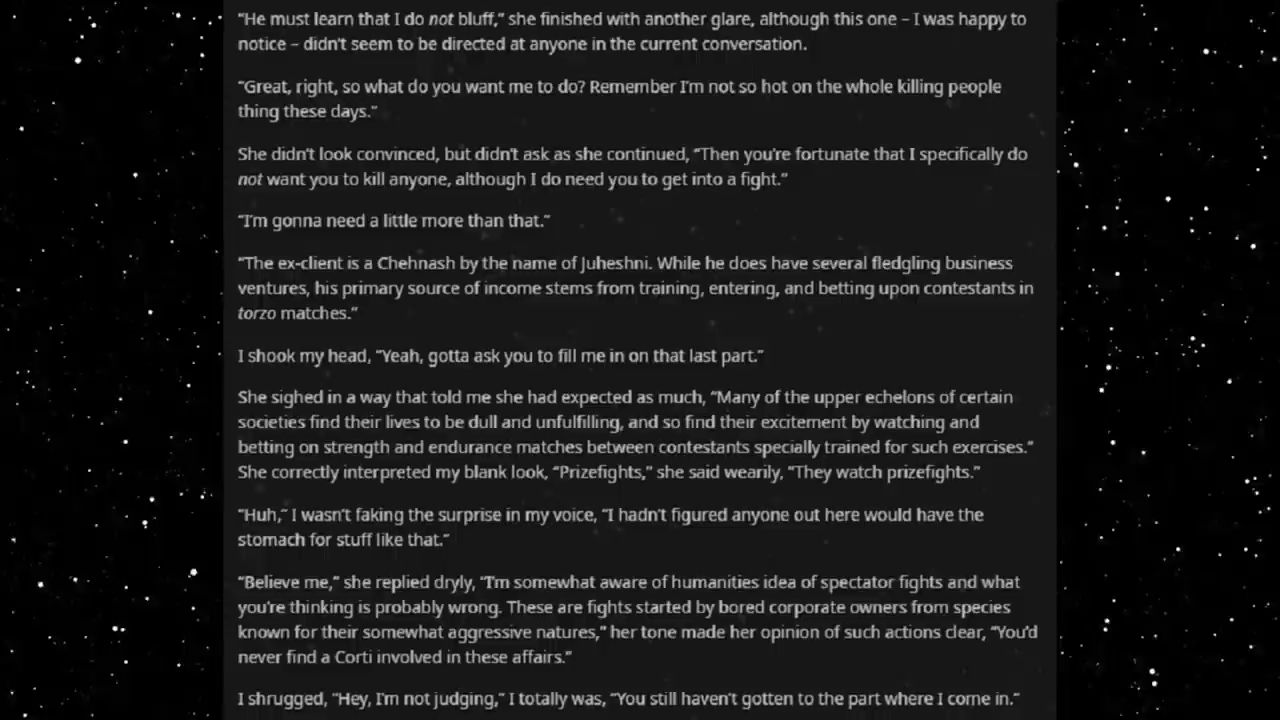 “He must learn that I do not bluff,” she finished with another glare, although this one – I was happy to
notice – didn’t seem to be directed at anyone in the current conversation.
“Great, right, so what do you want me to do? Remember I’m not so hot on the whole killing people
thing these days.”
She didn’t look convinced, but didn’t ask as she continued, “Then you’re fortunate that I specifically do
not want you to kill anyone, although I do need you to get into a fight.”
“I’m gonna need a little more than that.”
“The ex-client is a Chehnash by the name of Juheshni. While he does have several fledgling business
ventures, his primary source of income stems from training, entering, and betting upon contestants in
torzo matches.”
I shook my head, “Yeah, gotta ask you to fill me in on that last part.”
She sighed in a way that told me she had expected as much, “Many of the upper echelons of certain
societies find their lives to be dull and unfulfilling, and so find their excitement by watching and
betting on strength and endurance matches between contestants specially trained for such exercises.”
She correctly interpreted my blank look, “Prizefights,” she said wearily, “They watch prizefights.”
“Huh,” I wasn’t faking the surprise in my voice, “I hadn’t figured anyone out here would have the
stomach for stuff like that.”
“Believe me,” she replied dryly, “I’m somewhat aware of humanities idea of spectator fights and what
you’re thinking is probably wrong. These are fights started by bored corporate owners from species
known for their somewhat aggressive natures,” her tone made her opinion of such actions clear, “You’d
never find a Corti involved in these affairs.”
I shrugged, “Hey, I’m not judging,” I totally was, “You still haven’t gotten to the part where I come in.”